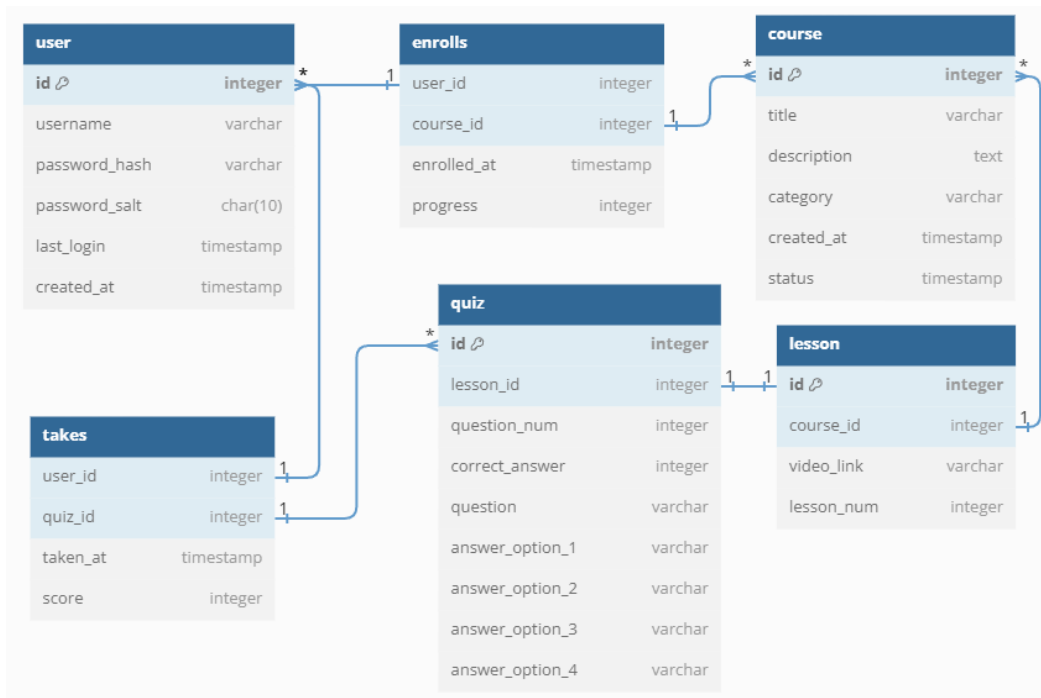 user
id integer
username varchar
password_hash varchar
password_salt char(10)
last_login timestamp
created_at timestamp
* 1
enrolls
user_id integer
course_id integer
enrolled_at timestamp
progress integer
1 *
course
id integer
title varchar
description text
category varchar
created_at timestamp
status timestamp
*
quiz
id integer
lesson_id integer
question_num integer
correct_answer integer
question varchar
answer_option_1 varchar
answer_option_2 varchar
answer_option_3 varchar
answer_option_4 varchar
*
1 1
lesson
id integer
course_id integer
video_link varchar
lesson_num integer
1
takes
user_id integer
quiz_id integer
taken_at timestamp
score integer
1
1